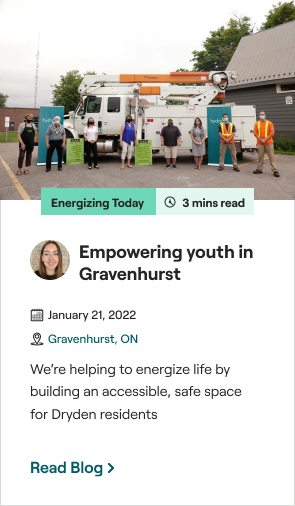 Energizing Today
3 mins read
Empowering youth in
Gravenhurst
January 21, 2022
Gravenhurst, ON
We’re helping to energize life by
building an accessible, safe space
for Dryden residents
Read Blog